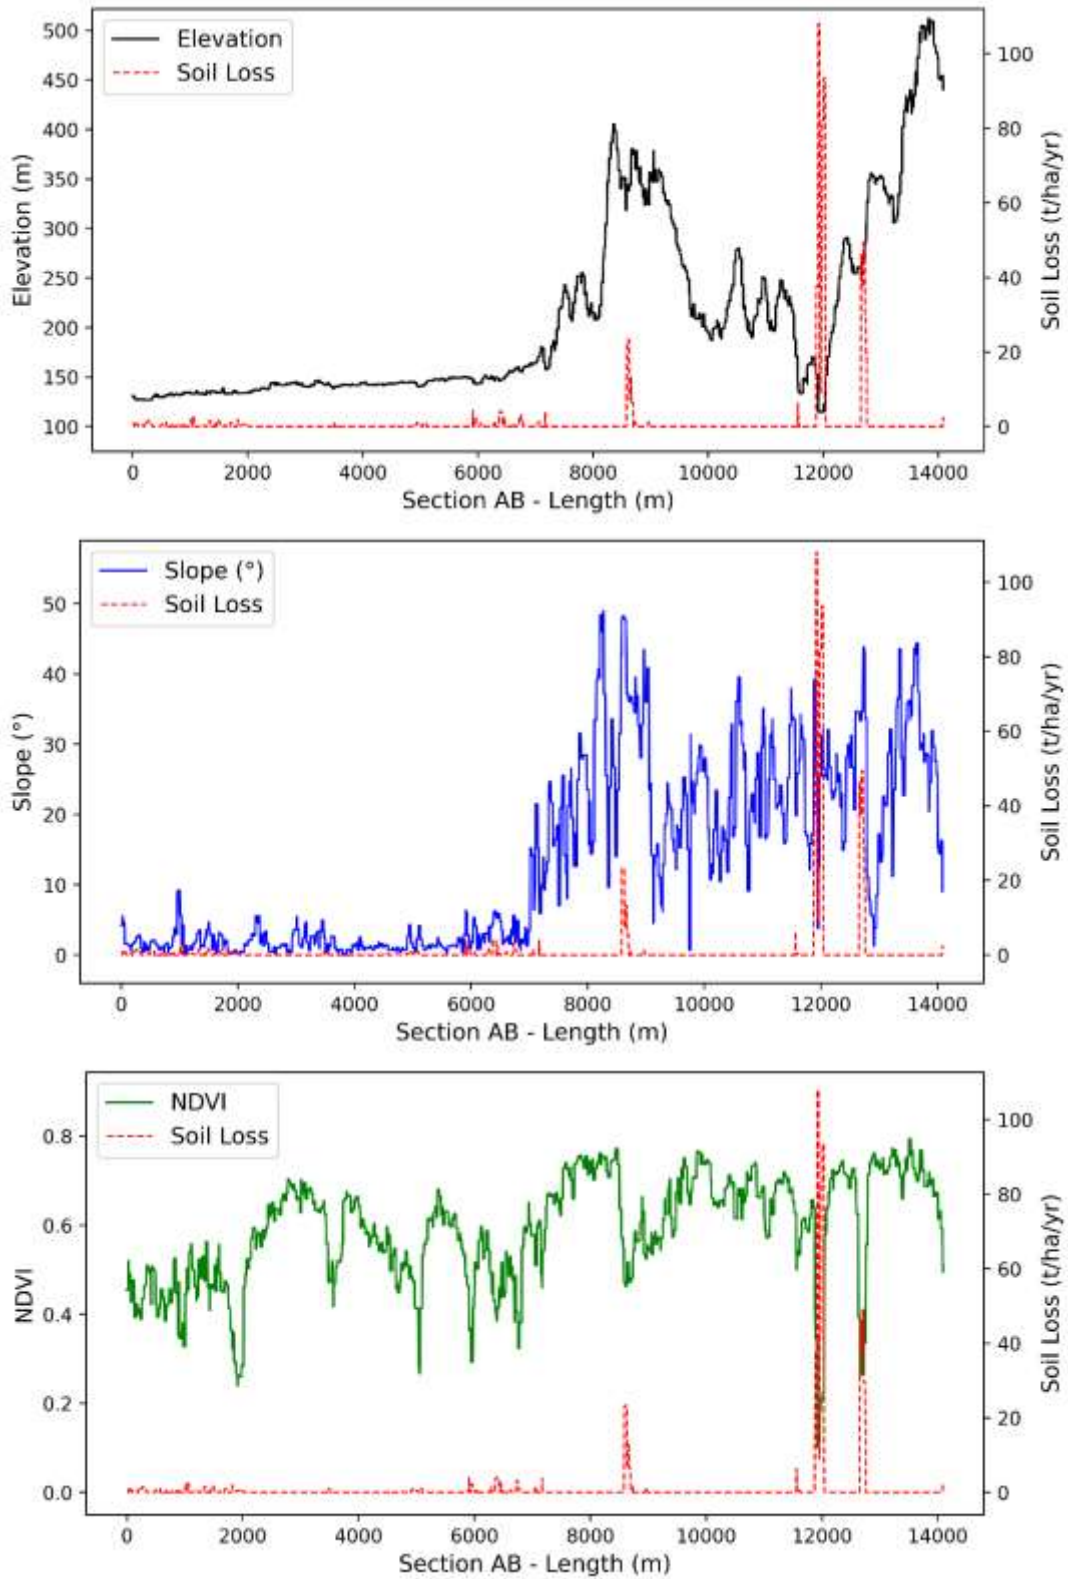 Elevation
Soil Loss
500
450
400
350
300
250
200
150
100
Elevation (m)
100
80
60
40
20
0
Soil Loss (t/ha/yr)
0 2000 4000 6000 8000 10000 12000 14000
Section AB - Length (m)
Slope (°)
Soil Loss
50
40
30
20
10
0
Slope (°)
100
80
60
40
20
0
Soil Loss (t/ha/yr)
0 2000 4000 6000 8000 10000 12000 14000
Section AB - Length (m)
NDVI
Soil Loss
0.8
0.6
0.4
0.2
0.0
NDVI
100
80
60
40
20
0
Soil Loss (t/ha/yr)
0 2000 4000 6000 8000 10000 12000 14000
Section AB - Length (m)